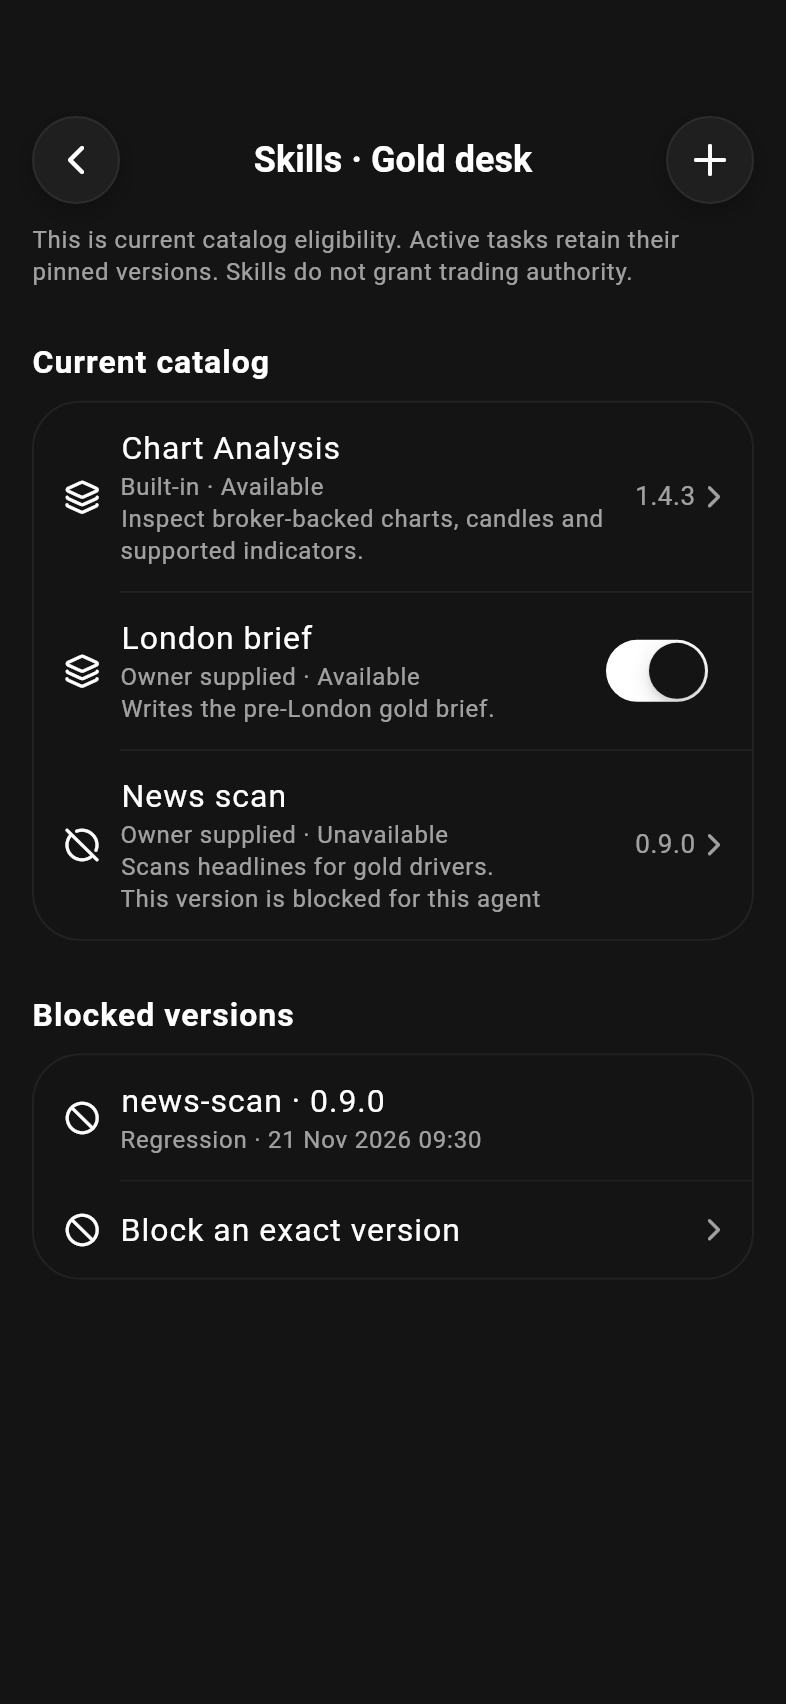 Skills · Gold desk
This is current catalog eligibility. Active tasks retain their
pinned versions. Skills do not grant trading authority.
Current catalog
Chart Analysis
Built-in · Available
Inspect broker-backed charts, candles and
supported indicators.
1.4.3
London brief
Owner supplied · Available
Writes the pre-London gold brief.
News scan
Owner supplied · Unavailable
Scans headlines for gold drivers.
This version is blocked for this agent
0.9.0
Blocked versions
news-scan · 0.9.0
Regression · 21 Nov 2026 09:30
Block an exact version